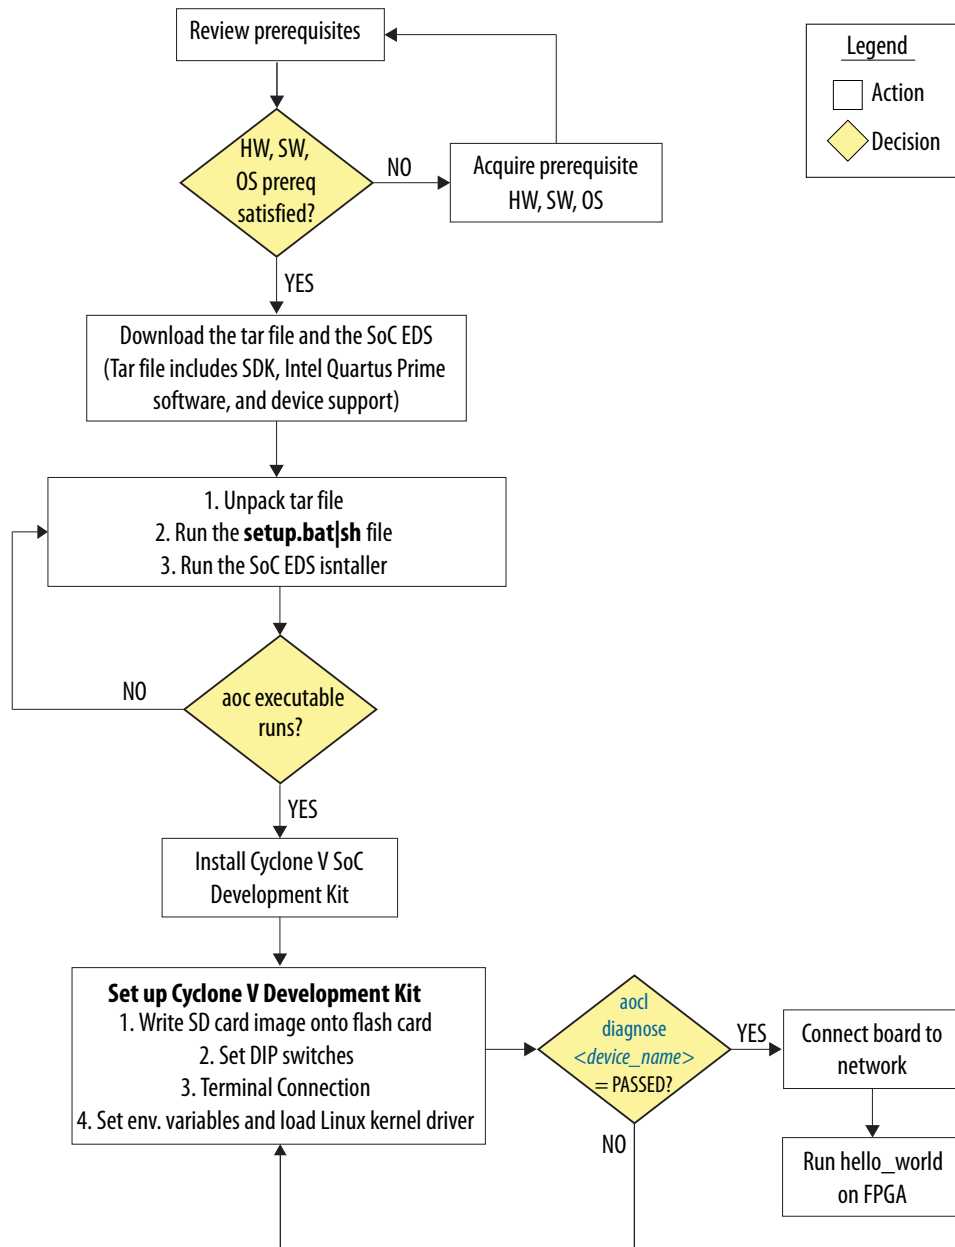 Review prerequisites
Legend
Action
Decision
HW, SW,
OS prereq
satisfied?
NO
Acquire prerequisite
HW, SW, OS
YES
Download the tar file and the SoC EDS
(Tar file includes SDK, Intel Quartus Prime
software, and device support)
1. Unpack tar file
2. Run the setup.bat|sh file
3. Run the SoC EDS isntaller
NO
aoc executable
runs?
YES
Install Cyclone V SoC
Development Kit
Set up Cyclone V Development Kit
1. Write SD card image onto flash card
2. Set DIP switches
3. Terminal Connection
4. Set env. variables and load Linux kernel driver
aocl
diagnose
<device_name>
= PASSED?
YES
Connect board to
network
NO
Run hello_world
on FPGA